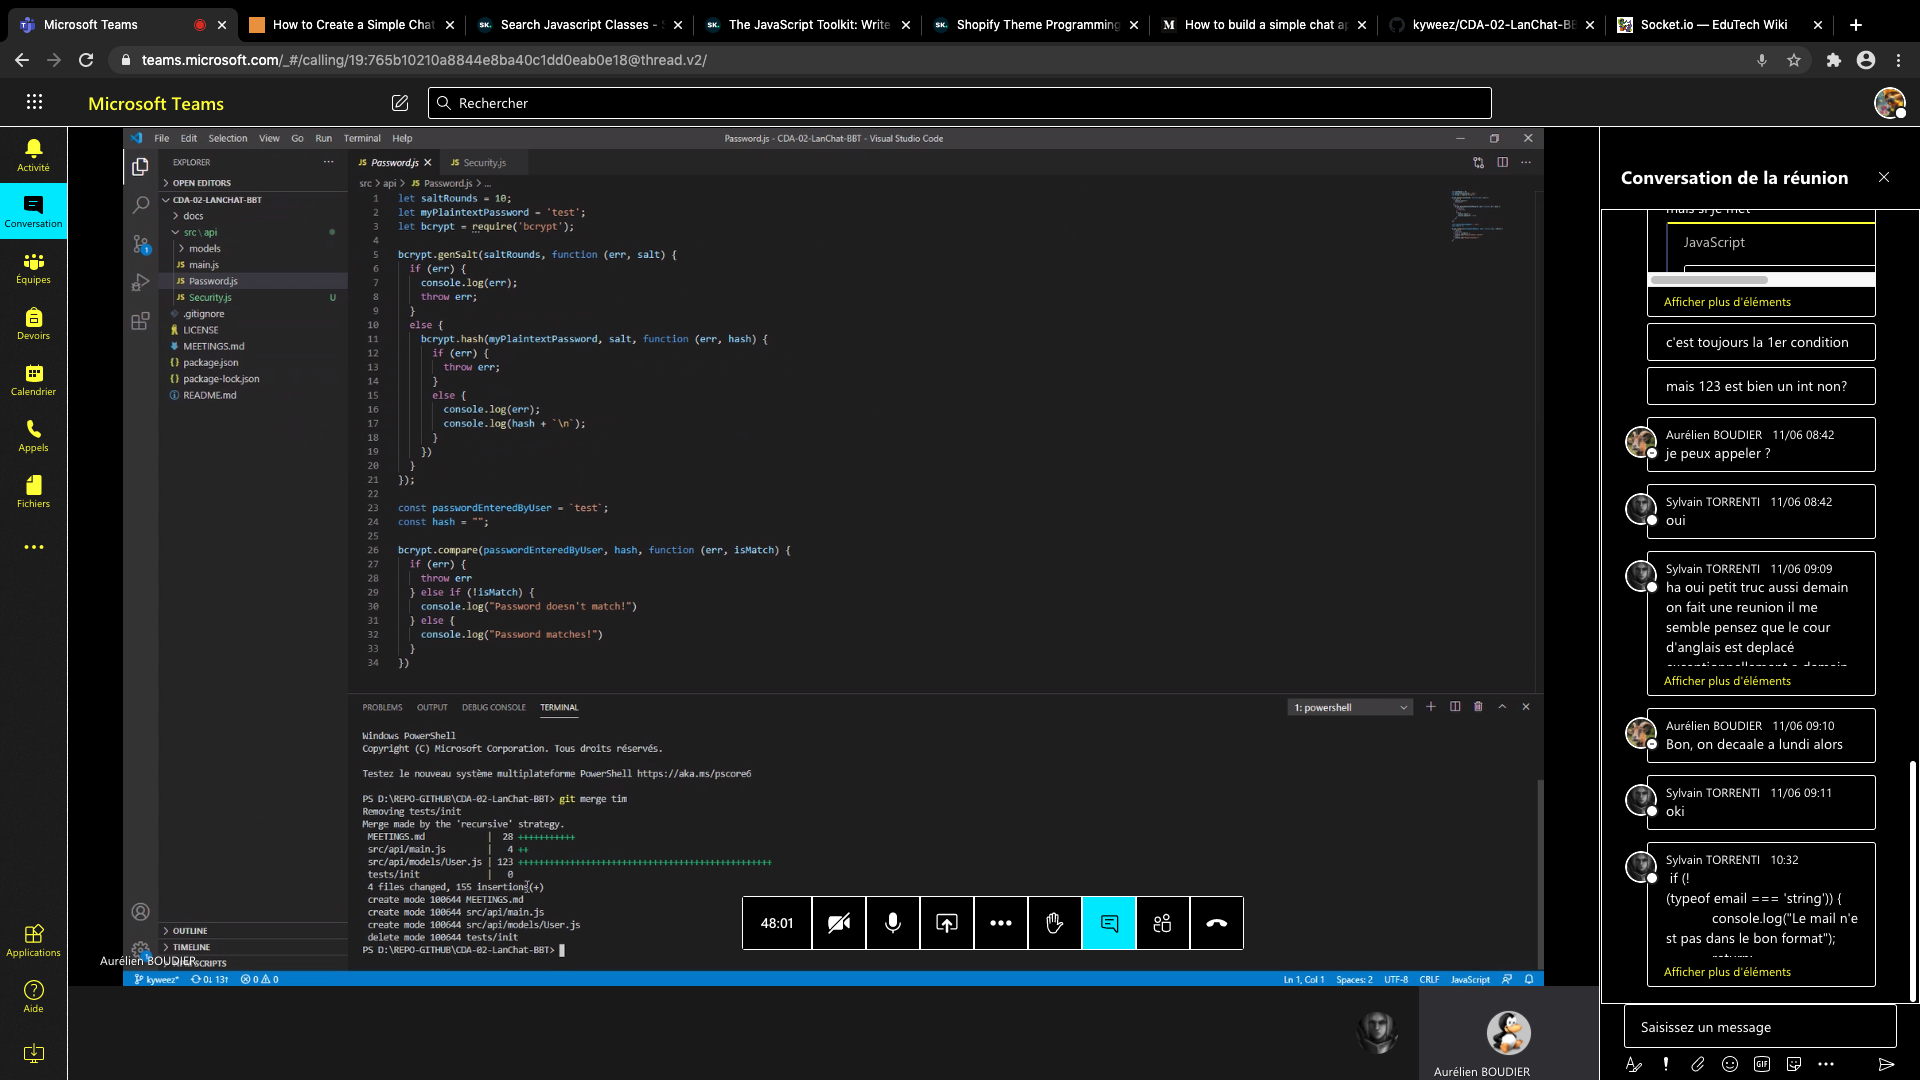 Microsoft Teams
How to Create a Simple Chat
Search Javascript Classes -
The JavaScript Toolkit: Write
Shopify Theme Programming
How to build a simple chat ap
kyweez/CDA-02-LanChat-BB
Socket.io — EduTech Wiki
teams.microsoft.com/_#/calling/19:765b10210a8844e8ba40c1dd0eab0e18@thread.v2/
Microsoft Teams
Rechercher
Activité
Conversation
Équipes
Devoirs
Calendrier
Appels
Fichiers
Applications
Aide
File Edit Selection View Go Run Terminal Help
Password.js - CDA-02-LanChat-BBT - Visual Studio Code
EXPLORER
OPEN EDITORS
CDA-02-LANCHAT-BBT
docs
src \ api
models
main.js
Password.js
Security.js U
.gitignore
LICENSE
MEETINGS.md
package.json
package-lock.json
README.md
OUTLINE
TIMELINE
NPM SCRIPTS
Password.js
Security.js
src > api > Password.js > ...
1 let saltRounds = 10;
2 let myPlaintextPassword = 'test';
3 let bcrypt = require('bcrypt');
4
5 bcrypt.genSalt(saltRounds, function (err, salt) {
6 if (err) {
7 console.log(err);
8 throw err;
9 }
10 else {
11 bcrypt.hash(myPlaintextPassword, salt, function (err, hash) {
12 if (err) {
13 throw err;
14 }
15 else {
16 console.log(err);
17 console.log(hash + `\n`);
18 }
19 })
20 }
21 });
22
23 const passwordEnteredByUser = `test`;
24 const hash = "";
25
26 bcrypt.compare(passwordEnteredByUser, hash, function (err, isMatch) {
27 if (err) {
28 throw err
29 } else if (!isMatch) {
30 console.log("Password doesn't match!")
31 } else {
32 console.log("Password matches!")
33 }
34 })
PROBLEMS OUTPUT DEBUG CONSOLE TERMINAL
1: powershell
Windows PowerShell
Copyright (C) Microsoft Corporation. Tous droits réservés.
Testez le nouveau système multiplateforme PowerShell https://aka.ms/pscore6
PS D:\REPO-GITHUB\CDA-02-LanChat-BBT> git merge tim
Removing tests/init
Merge made by the 'recursive' strategy.
MEETINGS.md | 28 +++++++++++
src/api/main.js | 4 ++
src/api/models/User.js | 123 ++++++++++++++++++++++++++++++++++++++++++++++++++
tests/init | 0
4 files changed, 155 insertions(+)
create mode 100644 MEETINGS.md
create mode 100644 src/api/main.js
create mode 100644 src/api/models/User.js
delete mode 100644 tests/init
PS D:\REPO-GITHUB\CDA-02-LanChat-BBT>
48:01
Aurélien BOUDIER
kyweez* 0↓ 13↑ 0 0
Ln 1, Col 1 Spaces: 2 UTF-8 CRLF JavaScript
Aurélien BOUDIER
Conversation de la réunion
mais si je met
JavaScript
Afficher plus d'éléments
c'est toujours la 1er condition
mais 123 est bien un int non?
Aurélien BOUDIER 11/06 08:42
je peux appeler ?
Sylvain TORRENTI 11/06 08:42
oui
Sylvain TORRENTI 11/06 09:09
ha oui petit truc aussi demain
on fait une reunion il me
semble pensez que le cour
d'anglais est deplacé
exceptionnellement a demain
Afficher plus d'éléments
Aurélien BOUDIER 11/06 09:10
Bon, on decaale a lundi alors
Sylvain TORRENTI 11/06 09:11
oki
Sylvain TORRENTI 10:32
if (!
(typeof email === 'string')) {
console.log("Le mail n'e
st pas dans le bon format");
return;
Afficher plus d'éléments
Saisissez un message
GIF